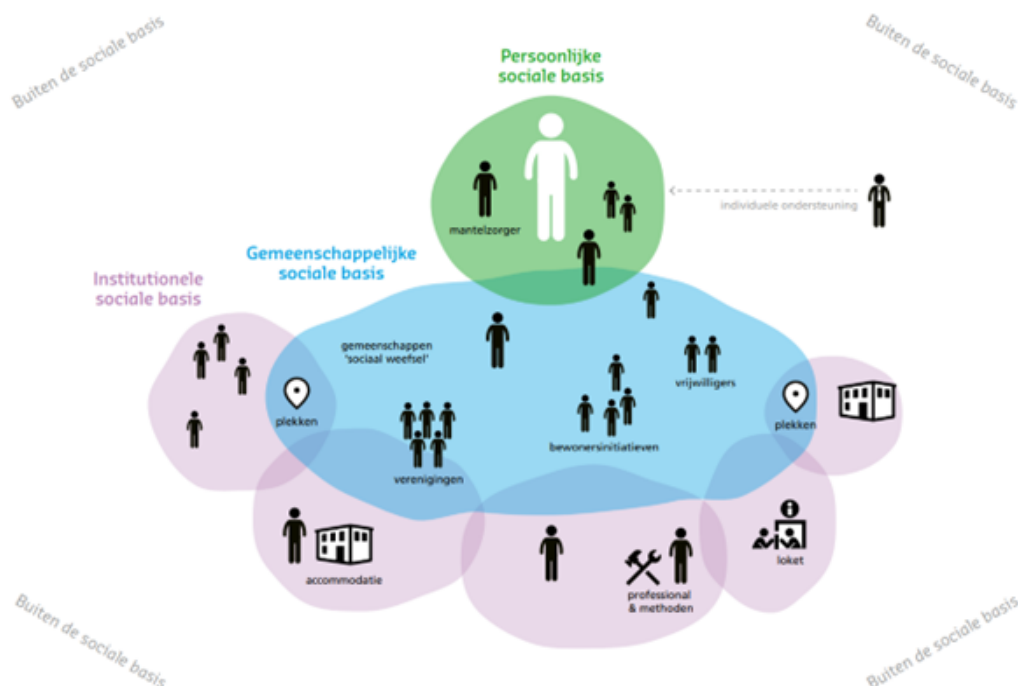 Buiten de sociale basis
Buiten de sociale basis
Persoonlijke
sociale basis
mantelzorger
individuele ondersteuning
Gemeenschappelijke
sociale basis
Institutionele
sociale basis
gemeenschappen
'sociaal weefsel'
vrijwilligers
plekken
plekken
bewonersinitiatieven
verenigingen
accommodatie
loket
professional
& methoden
Buiten de sociale basis
Buiten de sociale basis